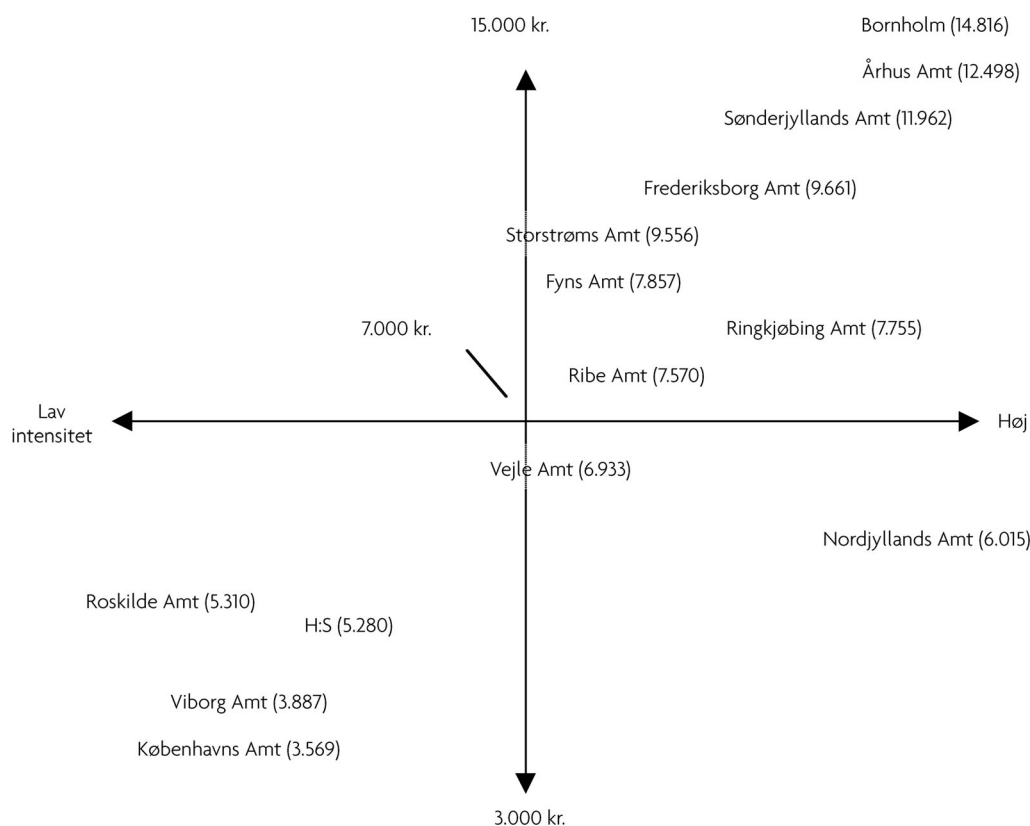 15.000 kr.
Bornholm (14.816)
Århus Amt (12.498)
Sønderjyllands Amt (11.962)
Frederiksborg Amt (9.661)
Storstrøms Amt (9.556)
Fyns Amt (7.857)
7.000 kr.
Ringkjøbing Amt (7.755)
Ribe Amt (7.570)
Lav
intensitet
Høj
Vejle Amt (6.933)
Nordjyllands Amt (6.015)
Roskilde Amt (5.310)
H:S (5.280)
Viborg Amt (3.887)
Københavns Amt (3.569)
3.000 kr.